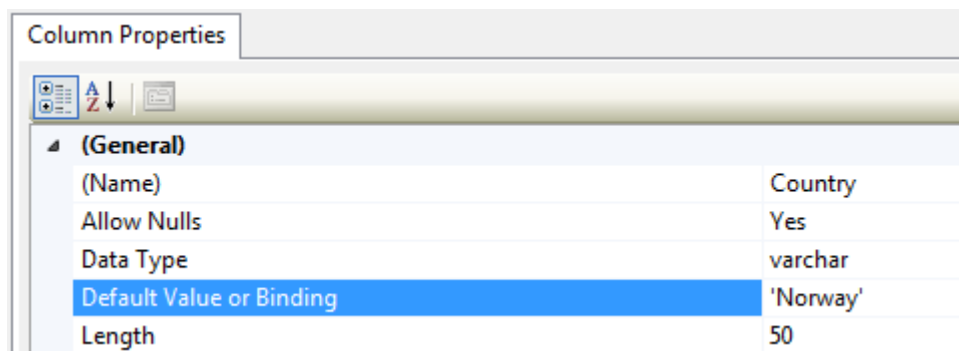 Column Properties
(General)
(Name) Country
Allow Nulls Yes
Data Type varchar
Default Value or Binding 'Norway'
Length 50